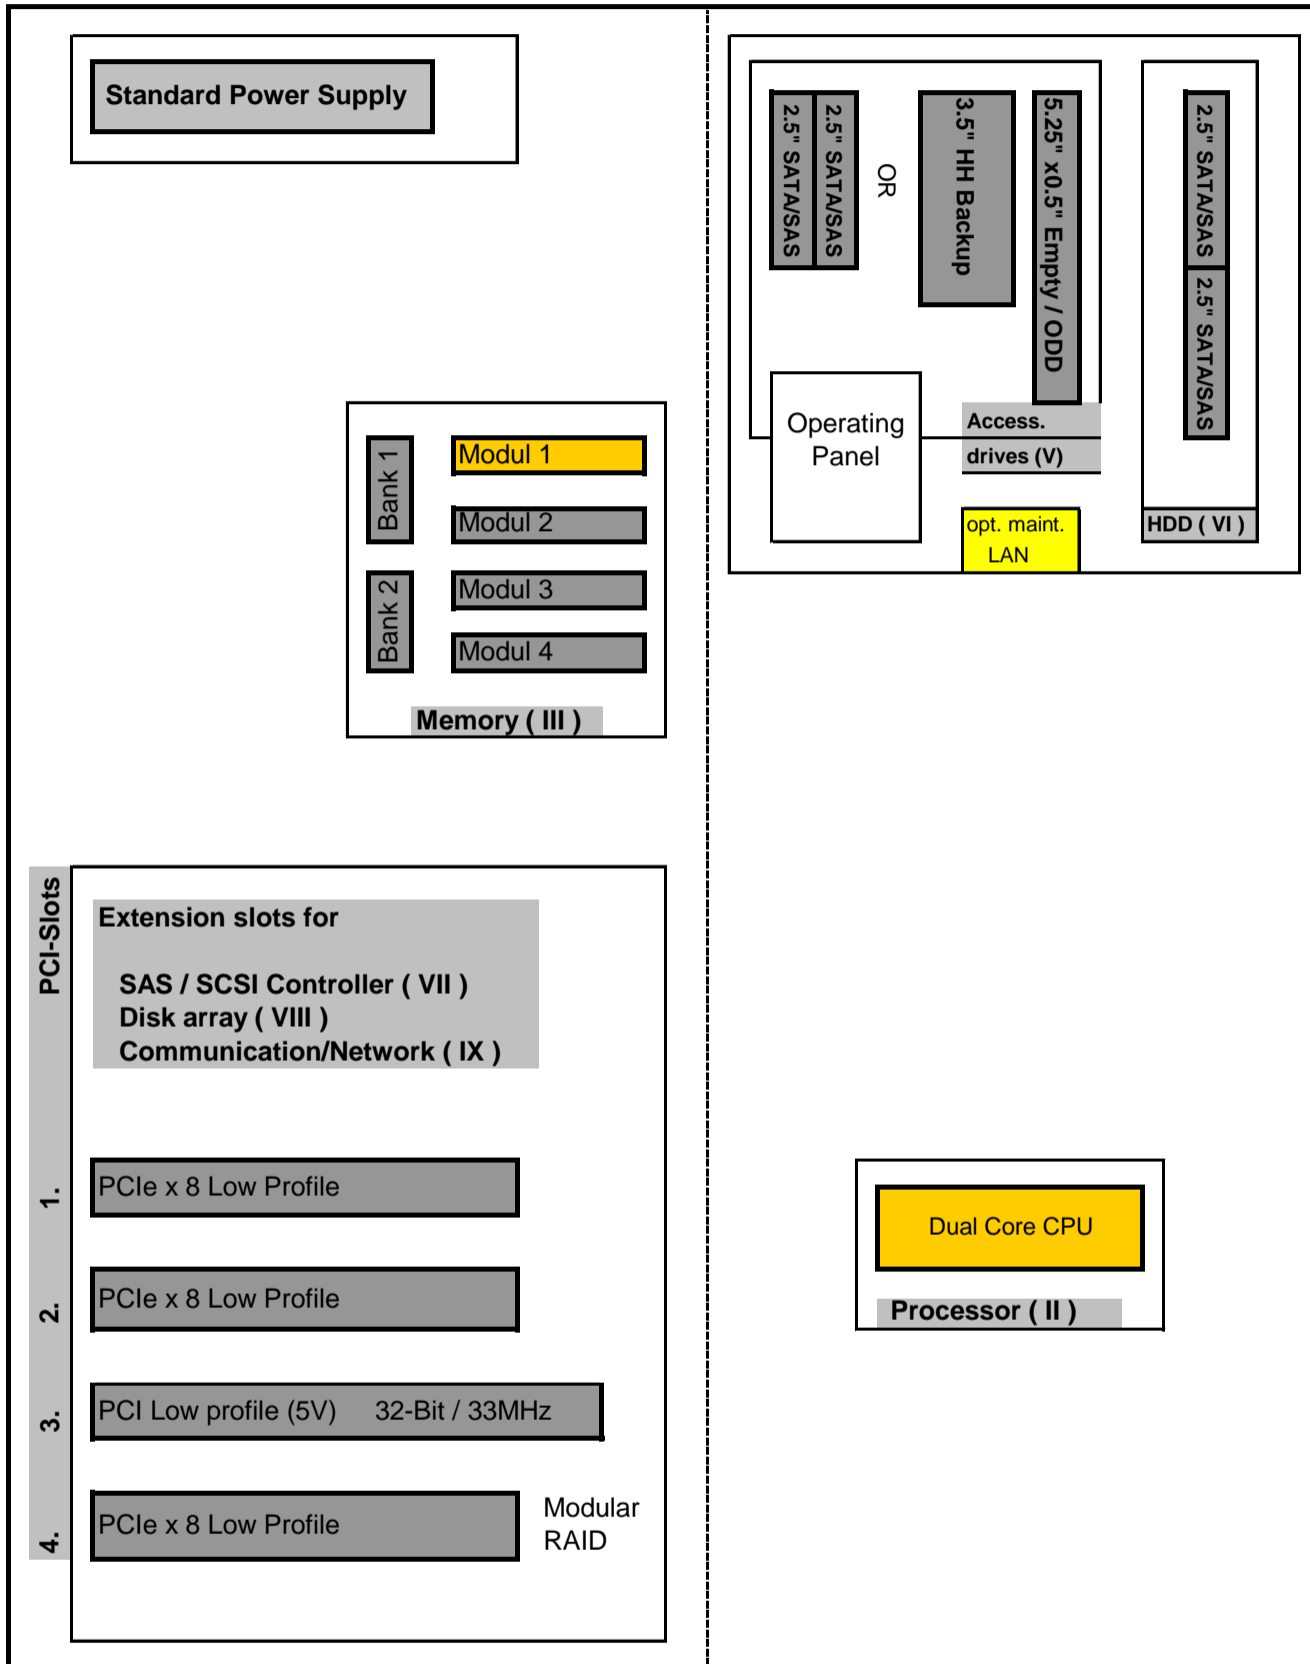 Standard Power Supply
Bank 1
Modul 1
Modul 2
Bank 2
Modul 3
Modul 4
Memory ( III )
PCI-Slots
Extension slots for
SAS / SCSI Controller ( VII )
Disk array ( VIII )
Communication/Network ( IX )
1.
PCIe x 8 Low Profile
2.
PCIe x 8 Low Profile
3.
PCI Low profile (5V) 32-Bit / 33MHz
4.
PCIe x 8 Low Profile
Modular
RAID
2.5" SATA/SAS
2.5" SATA/SAS
OR
3.5" HH Backup
5.25" x0.5" Empty / ODD
2.5" SATA/SAS
2.5" SATA/SAS
Operating
Panel
Access.
drives (V)
opt. maint.
LAN
HDD ( VI )
Dual Core CPU
Processor ( II )